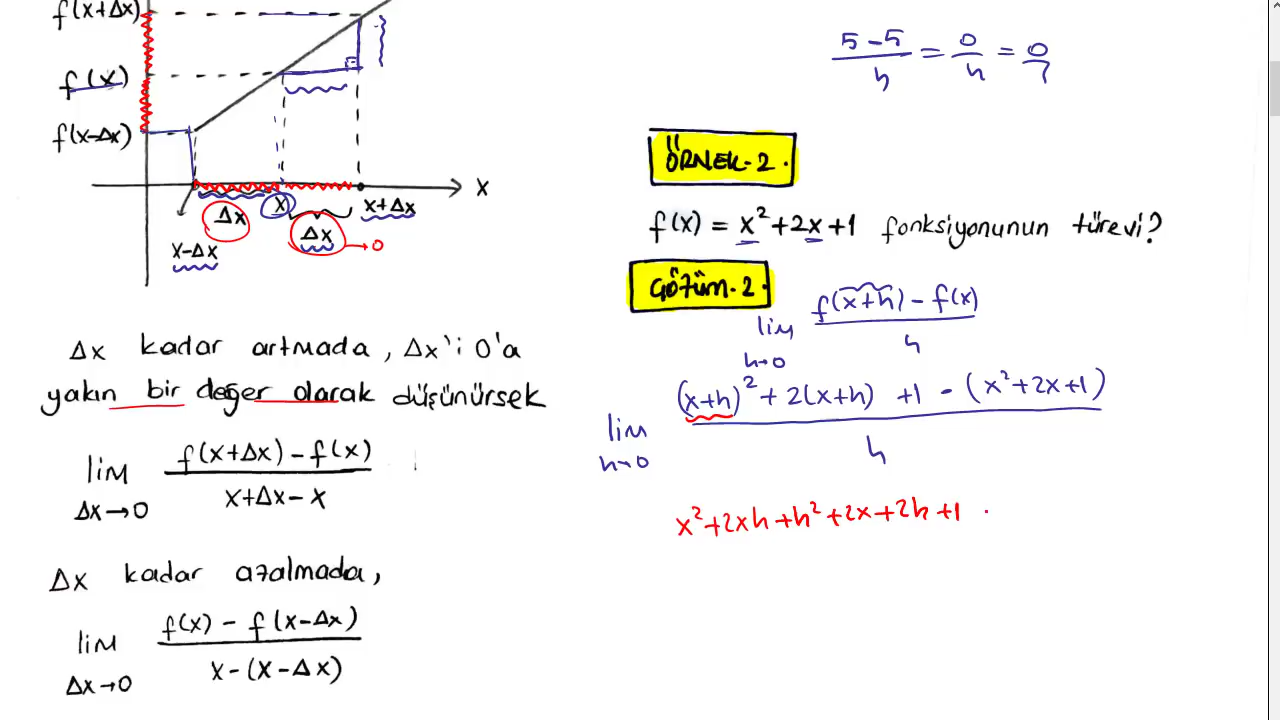 f(x+Δx)
f(x)
f(x-Δx)
x
Δx
x
x+Δx
Δx
→0
x-Δx
Δx kadar artmada, Δx'i 0'a
yakın bir değer olarak düşünürsek
lim Δx→0 (f(x+Δx) - f(x)) / (x+Δx-x)
Δx kadar azalmada,
lim Δx→0 (f(x) - f(x-Δx)) / (x-(x-Δx))
(5-5)/h = 0/h = 0
ÖRNEK-2.
f(x) = x²+2x+1 fonksiyonunun türevi?
ÇÖZÜM-2.
lim h→0 (f(x+h) - f(x)) / h
lim h→0 ((x+h)² + 2(x+h) + 1 - (x²+2x+1)) / h
x²+2xh+h²+2x+2h+1